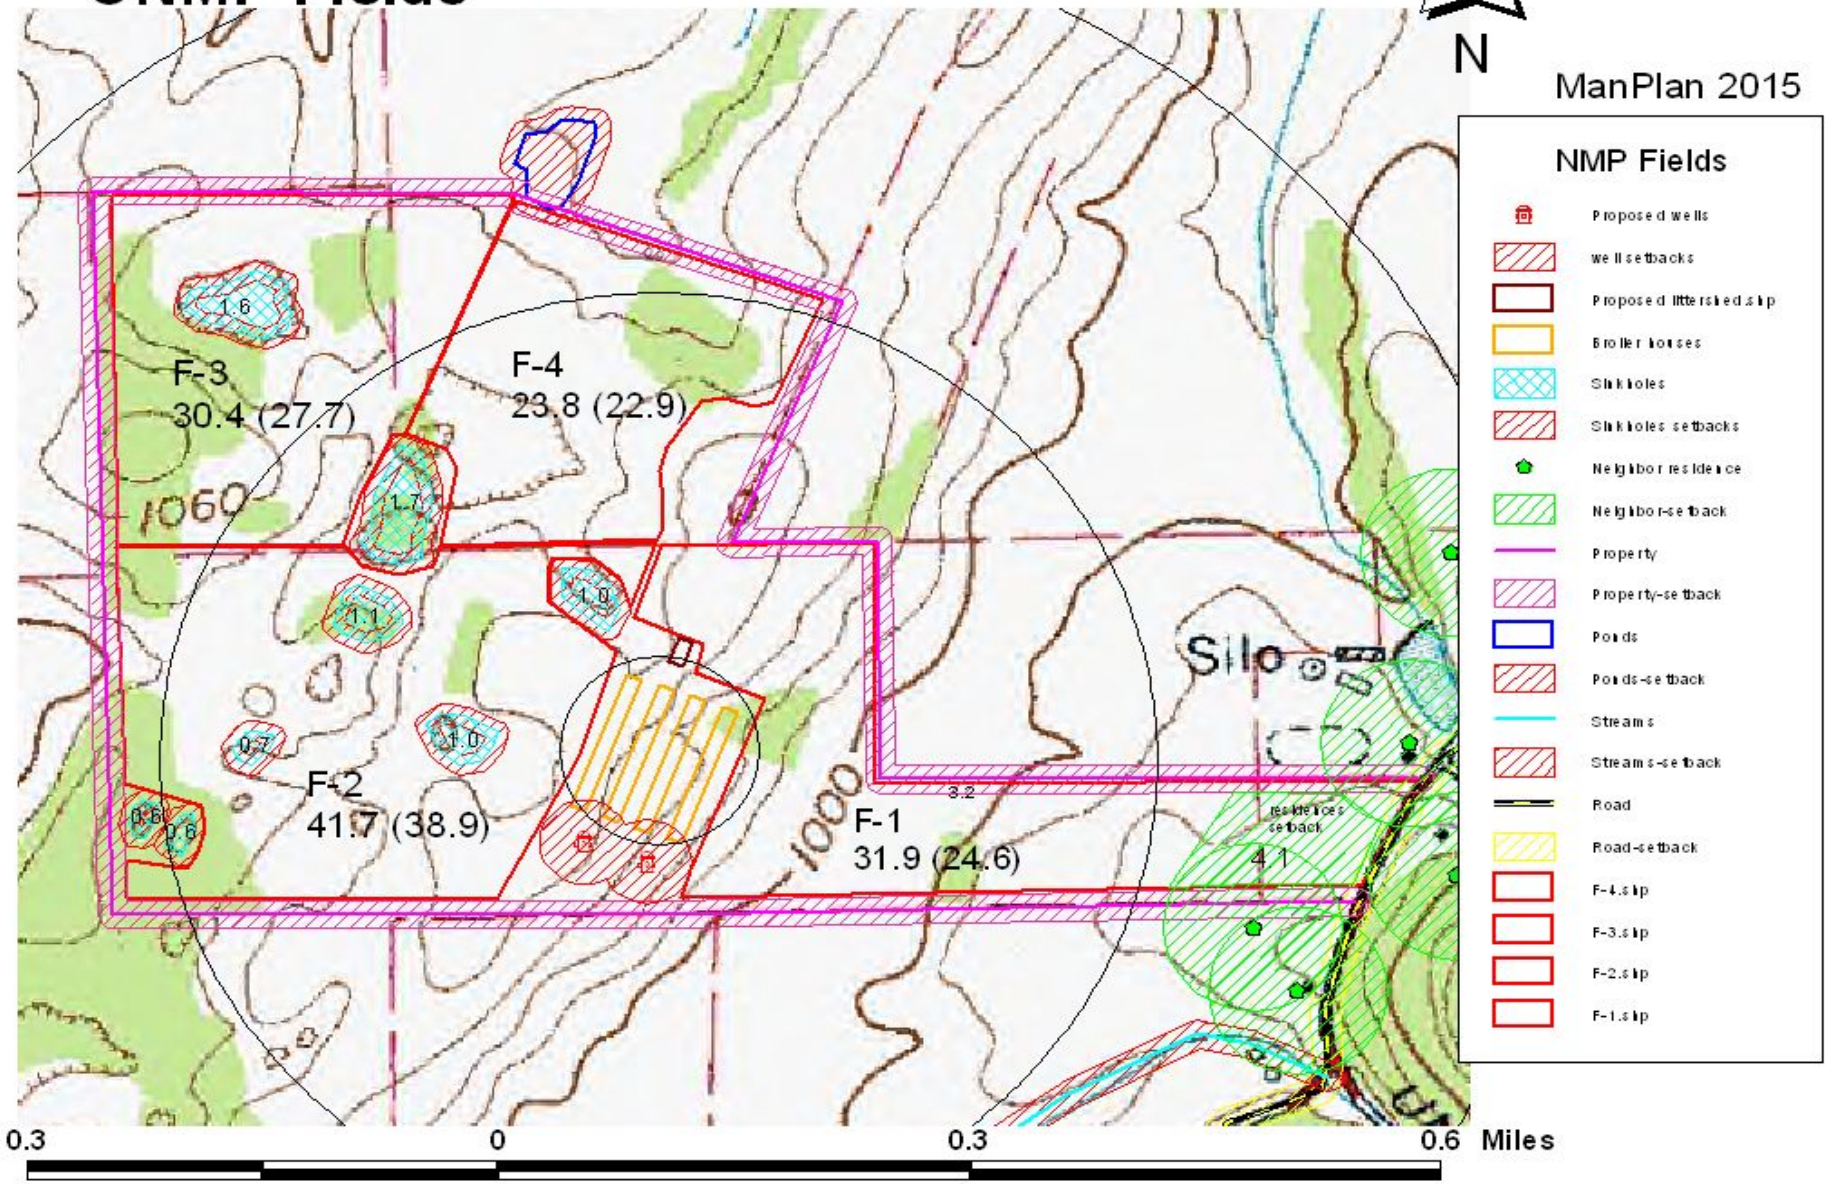 NMP Fields
N
ManPlan 2015
NMP Fields
Proposed wells
well setbacks
Proposed littershed.shp
Broiler houses
Sinkholes
Sinkholes setbacks
Neighbor residence
Neighbor-setback
Property
Property-setback
Ponds
Ponds-setback
Streams
Streams-setback
Road
Road-setback
F-4.shp
F-3.shp
F-2.shp
F-1.shp
1.6
F-3
30.4 (27.7)
F-4
23.8 (22.9)
1060
1.7
1.1
1.0
Silo
0.7
1.0
F-2
41.7 (38.9)
0.6
0.6
1000
3.2
F-1
31.9 (24.6)
residences
setback
4.1
0.3 0 0.3 0.6 Miles